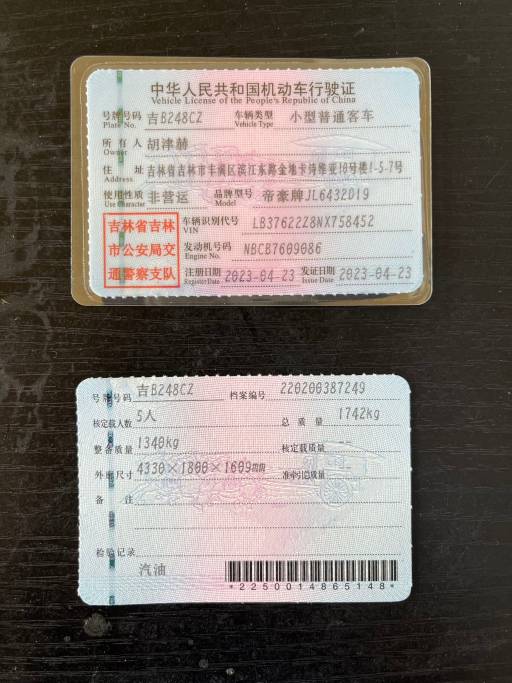 中华人民共和国机动车行驶证
Vehicle License of the People's Republic of China
号牌号码 吉B248CZ 车辆类型 小型普通客车
Plate No. Vehicle Type
所有人 胡津赫
Owner
住址 吉林省吉林市丰满区滨江东路金地卡待维亚10号楼1-5-7号
Address
使用性质 非营运 品牌型号 帝豪牌JL6432D19
Use Character Model
吉林省吉林
市公安局交
通警察支队
车辆识别代号 LB37622Z8NX758452
VIN
发动机号码 NBCB7609086
Engine No.
注册日期 2023-04-23 发证日期 2023-04-23
Register Date Issue Date
号牌号码 吉B248CZ 档案编号 220200387249
核定载人数 5人 总质量 1742kg
整备质量 1340kg 核定载质量 --
外廓尺寸 4330×1800×1609mm 准牵引总质量
备注
检验记录
汽油
*2250014865148*